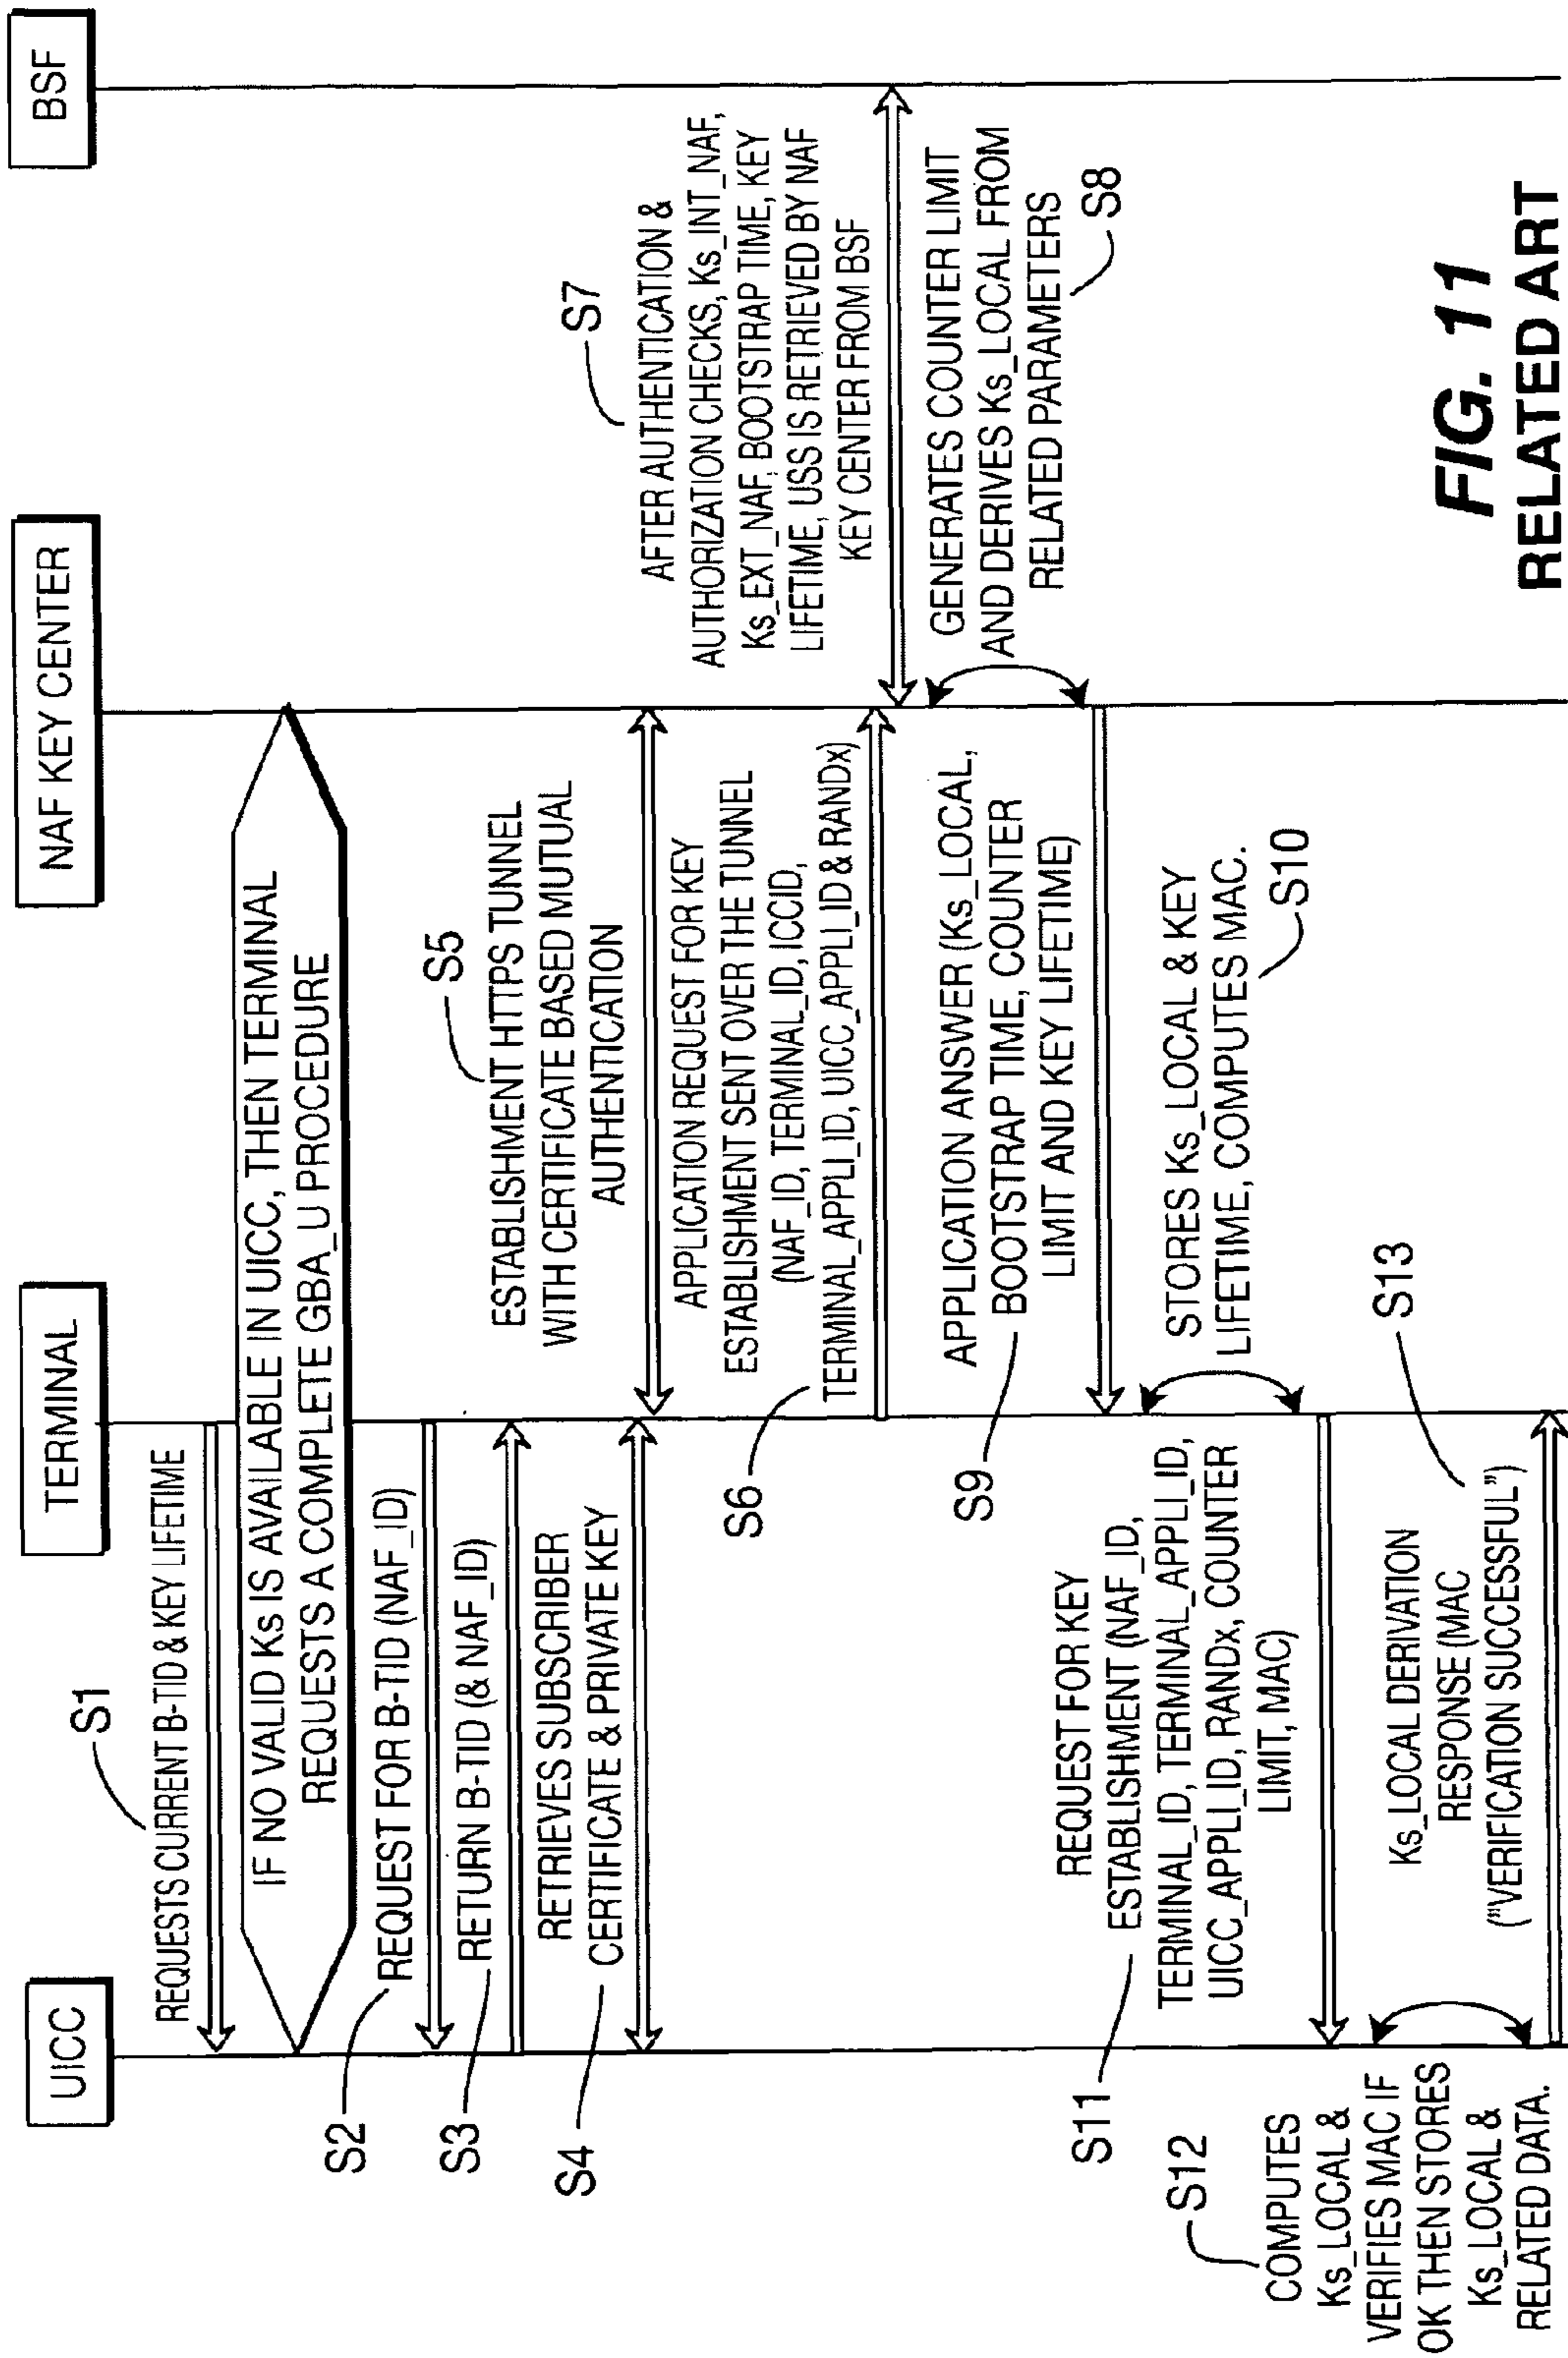 UICC
TERMINAL
NAF KEY CENTER
BSF
S1
REQUESTS CURRENT B-TID & KEY LIFETIME
IF NO VALID Ks IS AVAILABLE IN UICC, THEN TERMINAL
REQUESTS A COMPLETE GBA_U PROCEDURE
S2
REQUEST FOR B-TID (NAF_ID)
S3
RETURN B-TID (& NAF_ID)
S4
RETRIEVES SUBSCRIBER
CERTIFICATE & PRIVATE KEY
S5
ESTABLISHMENT HTTPS TUNNEL
WITH CERTIFICATE BASED MUTUAL
AUTHENTICATION
S6
APPLICATION REQUEST FOR KEY
ESTABLISHMENT SENT OVER THE TUNNEL
(NAF_ID, TERMINAL_ID, ICCID,
TERMINAL_APPLI_ID, UICC_APPLI_ID & RANDx)
S7
AFTER AUTHENTICATION &
AUTHORIZATION CHECKS, Ks_INT_NAF,
Ks_EXT_NAF, BOOTSTRAP TIME, KEY
LIFETIME, USS IS RETRIEVED BY NAF
KEY CENTER FROM BSF
GENERATES COUNTER LIMIT
AND DERIVES Ks_LOCAL FROM
RELATED PARAMETERS
S8
S9
APPLICATION ANSWER (Ks_LOCAL,
BOOTSTRAP TIME, COUNTER
LIMIT AND KEY LIFETIME)
STORES Ks_LOCAL & KEY
LIFETIME, COMPUTES MAC.
S10
S11
REQUEST FOR KEY
ESTABLISHMENT (NAF_ID,
TERMINAL_ID, TERMINAL_APPLI_ID,
UICC_APPLI_ID, RANDx, COUNTER
LIMIT, MAC)
S12
COMPUTES
Ks_LOCAL &
VERIFIES MAC IF
OK THEN STORES
Ks_LOCAL &
RELATED DATA.
S13
Ks_LOCAL DERIVATION
RESPONSE (MAC
("VERIFICATION SUCCESSFUL")
FIG. 11
RELATED ART